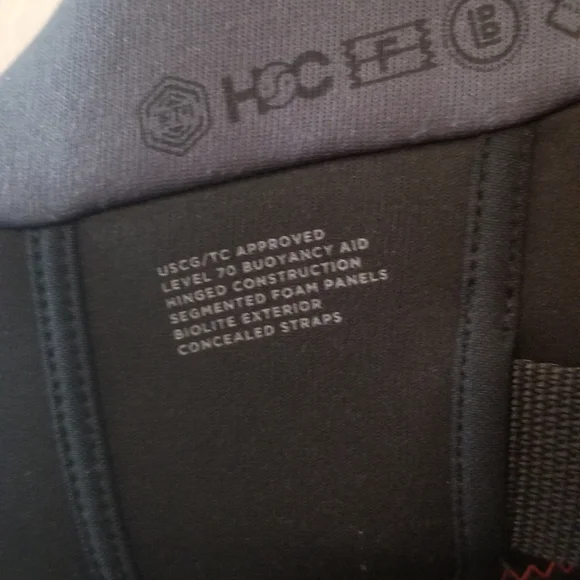 HSC F
USCG/TC APPROVED
LEVEL 70 BUOYANCY AID
HINGED CONSTRUCTION
SEGMENTED FOAM PANELS
BIOLITE EXTERIOR
CONCEALED STRAPS